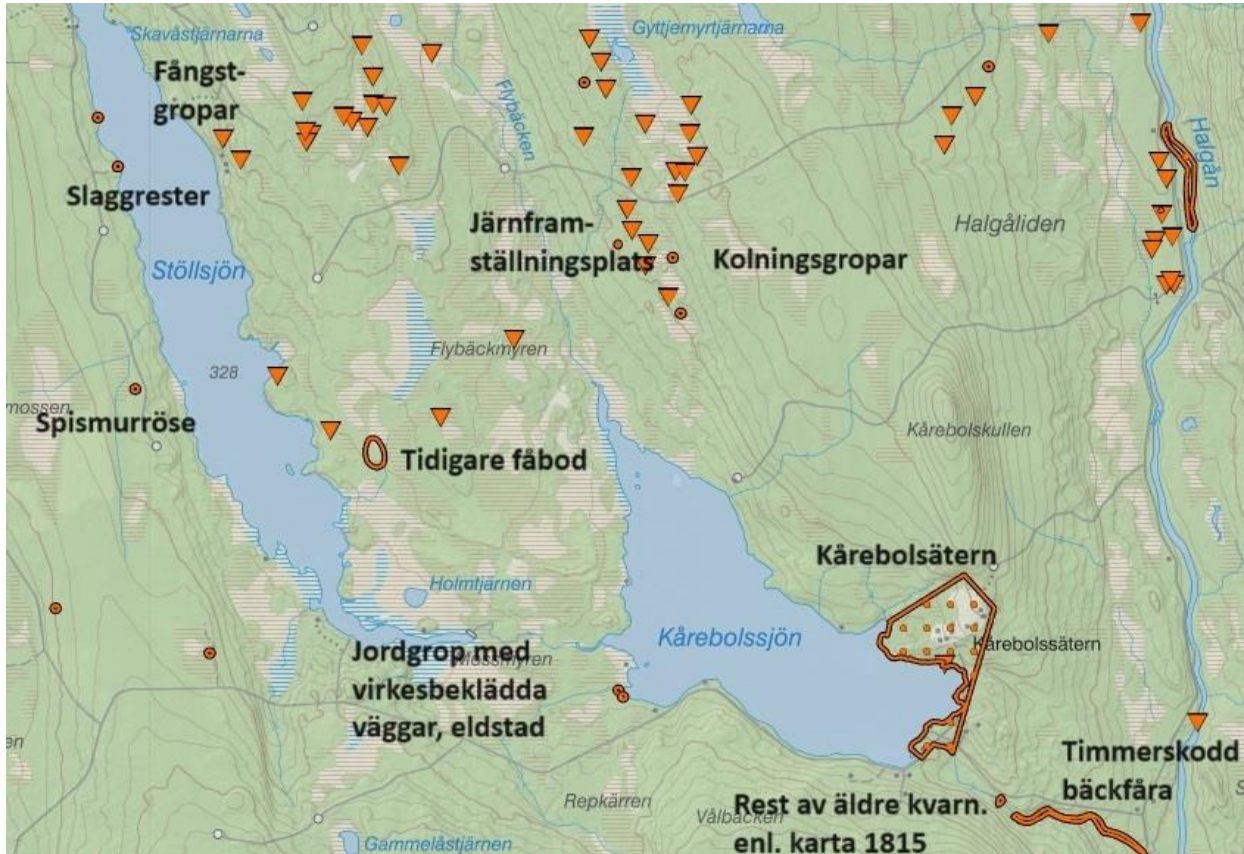 Skavåstjärnarna
Gyttjemyrtjärnarna
Fångst-
gropar
Flybäcken
Halgån
Slaggrester
Järnfram-
ställningsplats
Halgåliden
Kolningsgropar
Stöllsjön
Flybäckmyren
328
mossen
Spismurröse
Kårebolskullen
Tidigare fåbod
Kårebolsätern
Holmtjärnen
Kårebolssjön
Kårebolssätern
Jordgrop med
Mossmyren
virkesbeklädda
väggar, eldstad
Timmerskodd
bäckfåra
Repkärren
Vålbäcken
Rest av äldre kvarn.
enl. karta 1815
Gammelåstjärnen